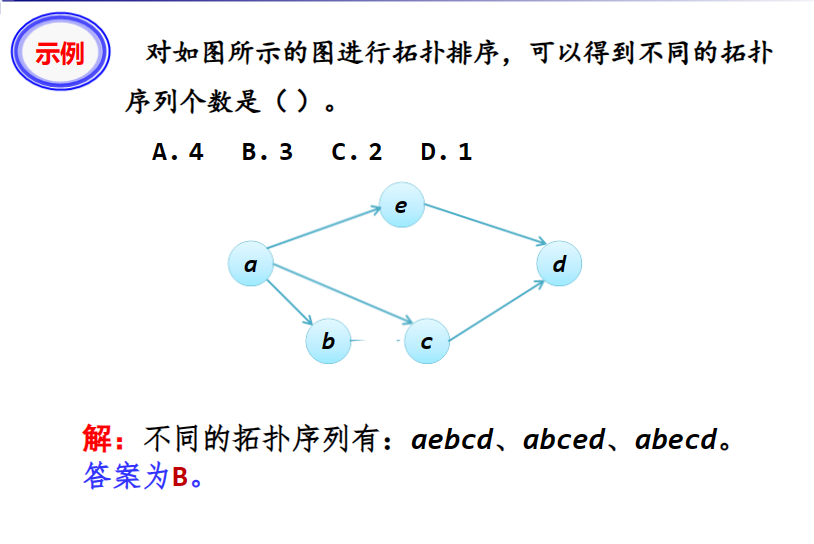 示例
对如图所示的图进行拓扑排序，可以得到不同的拓扑
序列个数是（ ）。
A. 4 B. 3 C. 2 D. 1
e
a
d
b
c
解：不同的拓扑序列有：aebcd、abced、abecd。
答案为B。